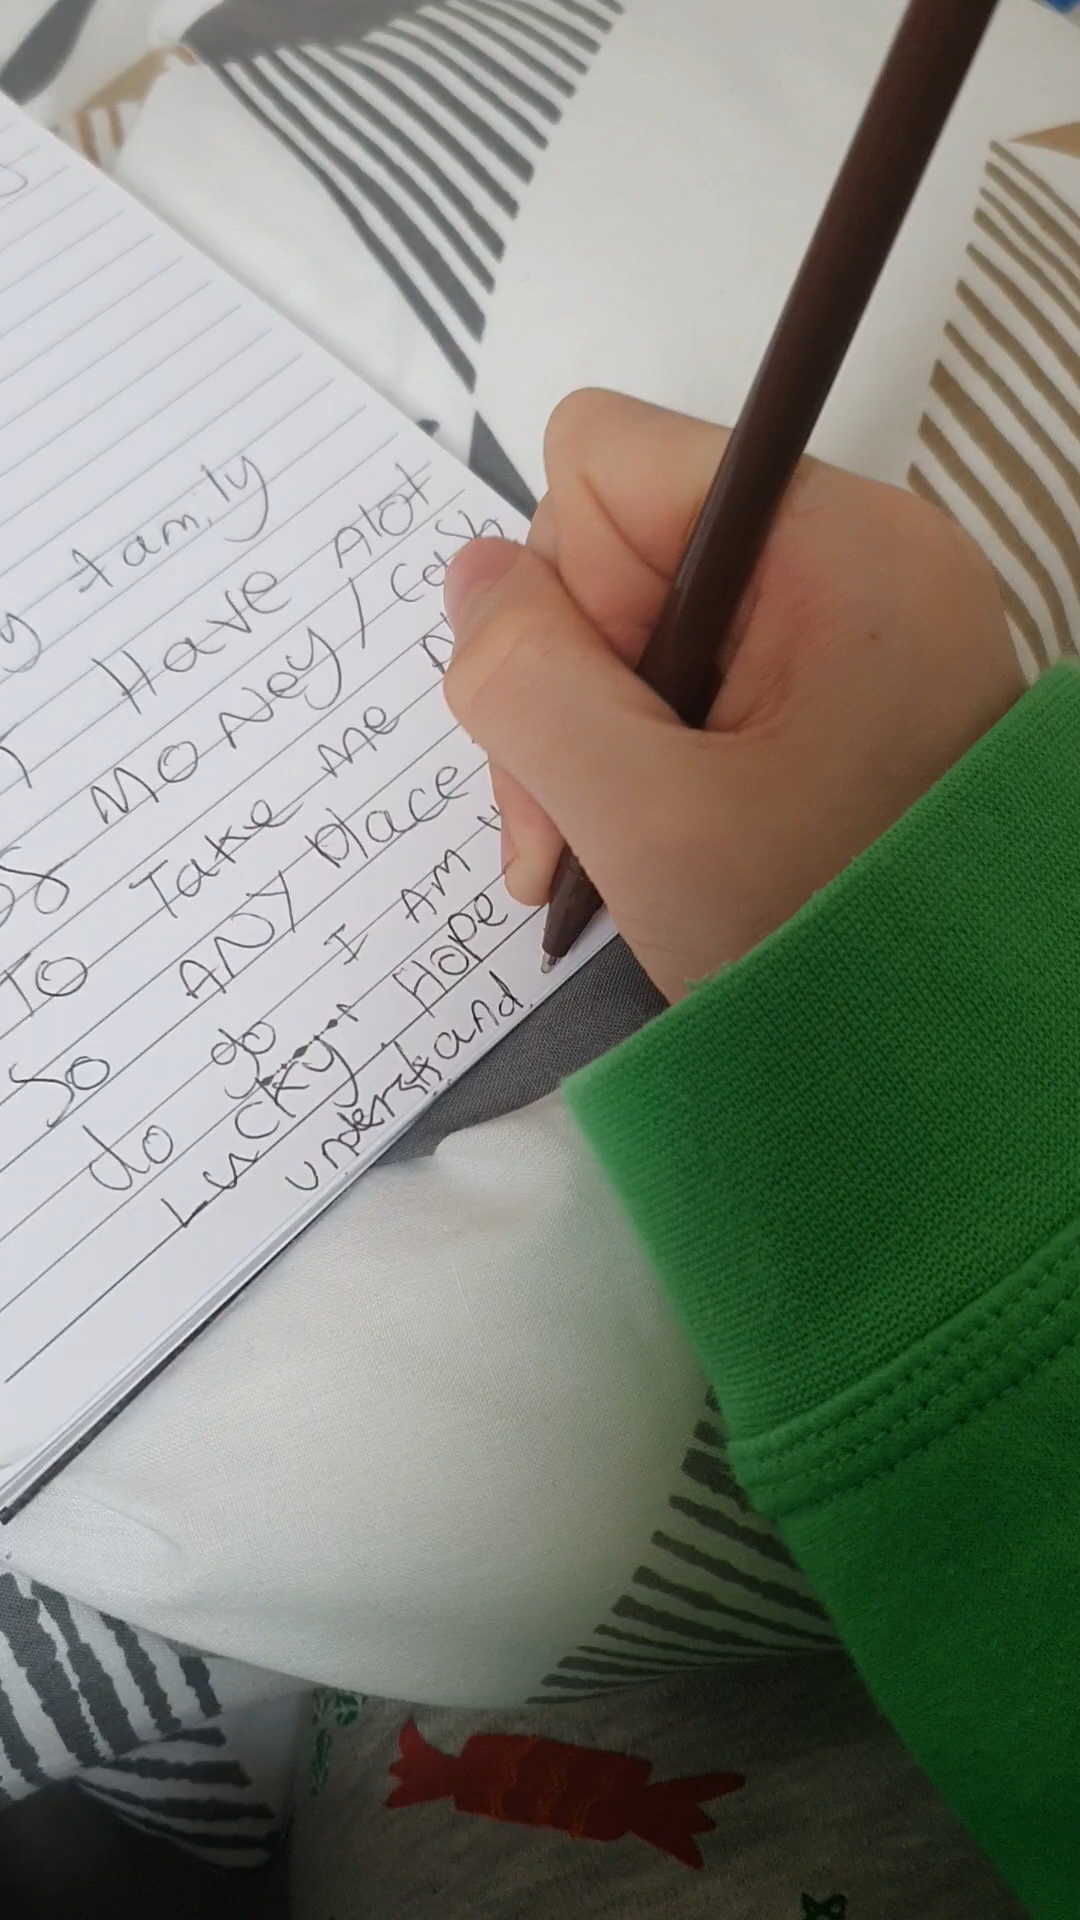 y Family
Have Alot
Of MoNey / Cash
To Take Me
So ANY Place
do go I AM
Lucky I Hope
understand.